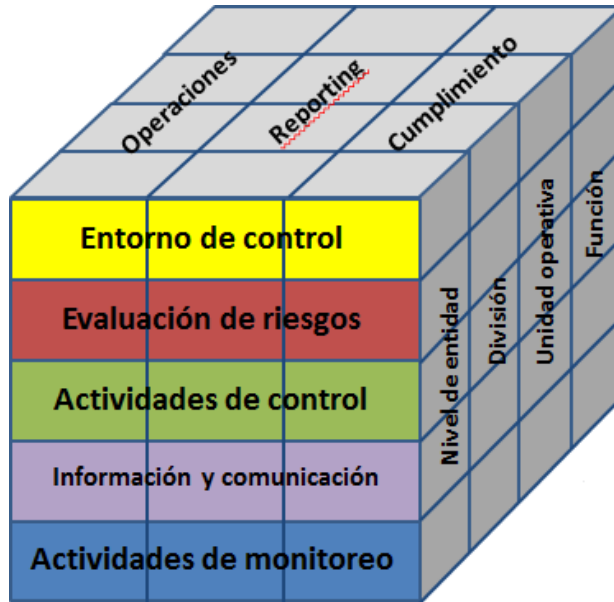 Operaciones
Reporting
Cumplimiento
Entorno de control
Evaluación de riesgos
Actividades de control
Información y comunicación
Actividades de monitoreo
Nivel de entidad
División
Unidad operativa
Función